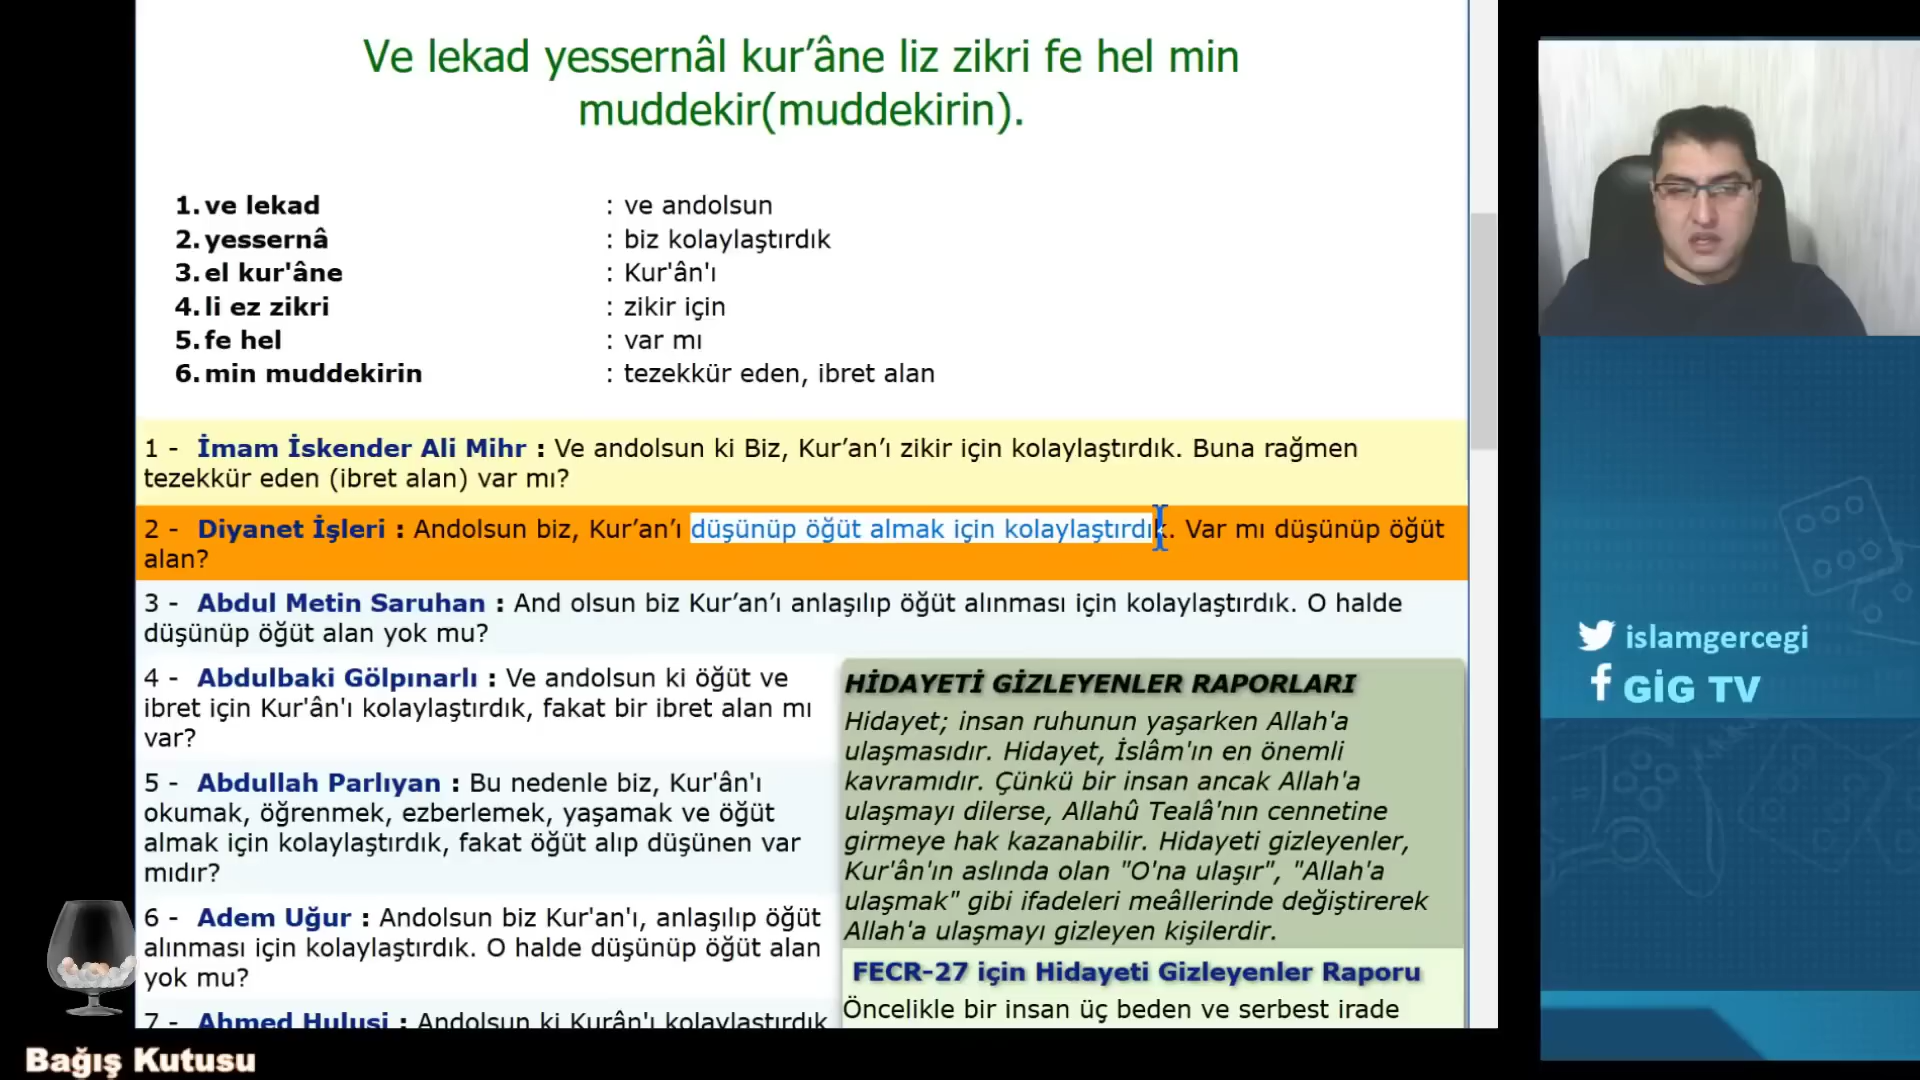 Ve lekad yessernâl kur’âne liz zikri fe hel min
muddekir(muddekirin).
1. ve lekad : ve andolsun
2. yessernâ : biz kolaylaştırdık
3. el kur'âne : Kur'ân'ı
4. li ez zikri : zikir için
5. fe hel : var mı
6. min muddekirin : tezekkür eden, ibret alan
1 - İmam İskender Ali Mihr : Ve andolsun ki Biz, Kur’an’ı zikir için kolaylaştırdık. Buna rağmen
tezekkür eden (ibret alan) var mı?
2 - Diyanet İşleri : Andolsun biz, Kur’an’ı düşünüp öğüt almak için kolaylaştırdık. Var mı düşünüp öğüt
alan?
3 - Abdul Metin Saruhan : And olsun biz Kur’an’ı anlaşılıp öğüt alınması için kolaylaştırdık. O halde
düşünüp öğüt alan yok mu?
4 - Abdulbaki Gölpınarlı : Ve andolsun ki öğüt ve
ibret için Kur'ân'ı kolaylaştırdık, fakat bir ibret alan mı
var?
5 - Abdullah Parlıyan : Bu nedenle biz, Kur'ân'ı
okumak, öğrenmek, ezberlemek, yaşamak ve öğüt
almak için kolaylaştırdık, fakat öğüt alıp düşünen var
mıdır?
6 - Adem Uğur : Andolsun biz Kur'an'ı, anlaşılıp öğüt
alınması için kolaylaştırdık. O halde düşünüp öğüt alan
yok mu?
7 - Ahmed Hulusi : Andolsun ki Kurân'ı kolaylaştırdık
HİDAYETİ GİZLEYENLER RAPORLARI
Hidayet; insan ruhunun yaşarken Allah'a
ulaşmasıdır. Hidayet, İslâm'ın en önemli
kavramıdır. Çünkü bir insan ancak Allah'a
ulaşmayı dilerse, Allahû Tealâ'nın cennetine
girmeye hak kazanabilir. Hidayeti gizleyenler,
Kur'ân'ın aslında olan "O'na ulaşır", "Allah'a
ulaşmak" gibi ifadeleri meâllerinde değiştirerek
Allah'a ulaşmayı gizleyen kişilerdir.
FECR-27 için Hidayeti Gizleyenler Raporu
Öncelikle bir insan üç beden ve serbest irade
islamgercegi
GİG TV
Bağış Kutusu